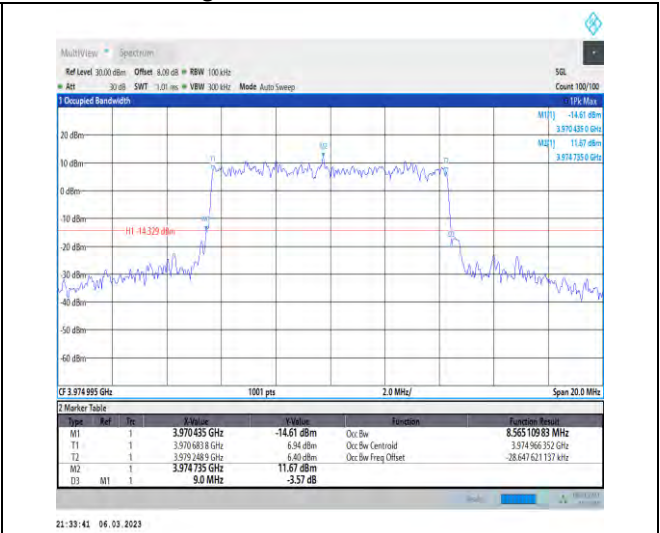 MultiView Spectrum
Ref Level 30.00 dBm Offset 8.09 dB RBW 100 kHz SGL
Att 30 dB SWT 1.01 ms VBW 300 kHz Mode Auto Sweep Count 100/100
1 Occupied Bandwidth 1Pk Max
M1[1] -14.61 dBm
3.970 435 0 GHz
M2[1] 11.67 dBm
3.974 735 0 GHz
20 dBm
10 dBm
0 dBm
-10 dBm
H1 -14.329 dBm
-20 dBm
-30 dBm
-40 dBm
-50 dBm
-60 dBm
T1
M2
T2
M1
D3
CF 3.974 995 GHz 1001 pts 2.0 MHz/ Span 20.0 MHz
2 Marker Table
Type Ref Trc X-Value Y-Value Function Function Result
M1 1 3.970435 GHz -14.61 dBm Occ Bw 8.565 109 83 MHz
T1 1 3.970 683 8 GHz 6.94 dBm Occ Bw Centroid 3.974 966 352 GHz
T2 1 3.979 248 9 GHz 6.40 dBm Occ Bw Freq Offset -28.647 621 137 kHz
M2 1 3.974735 GHz 11.67 dBm
D3 M1 1 9.0 MHz -3.57 dB
21:33:41 06.03.2023